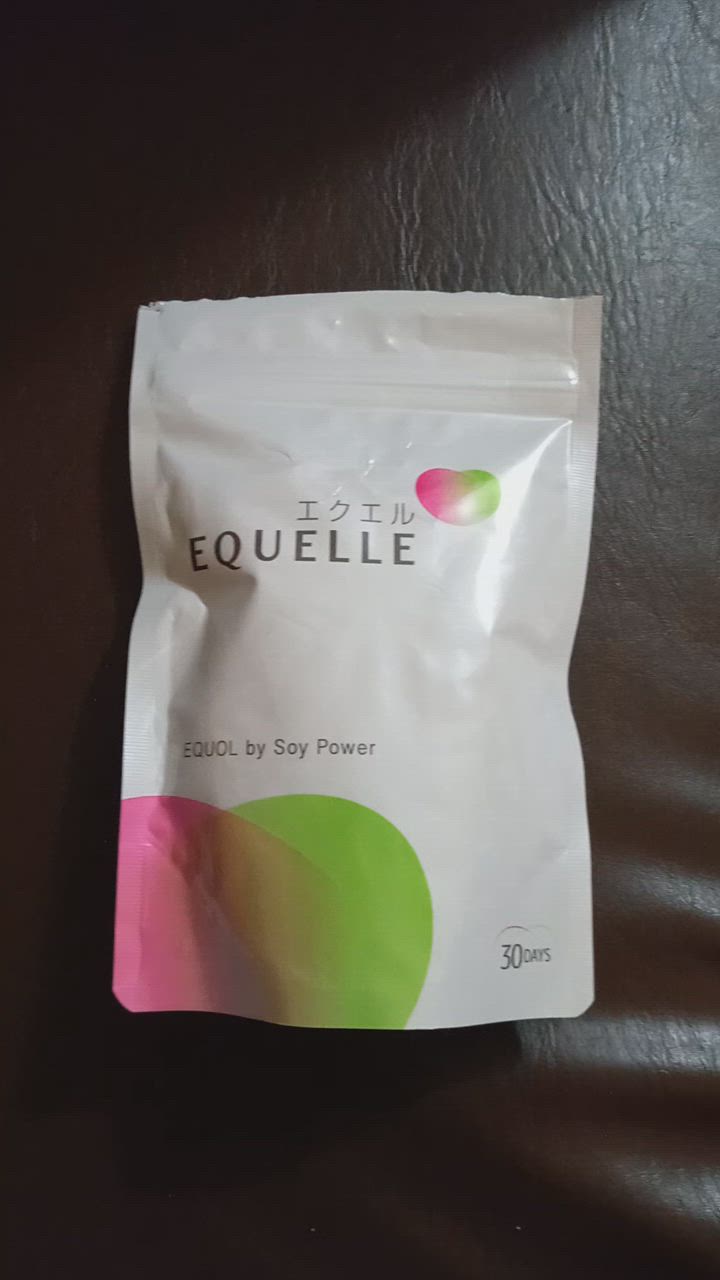 エクエル
EQUELLE
EQUOL by Soy Power
30DAYS